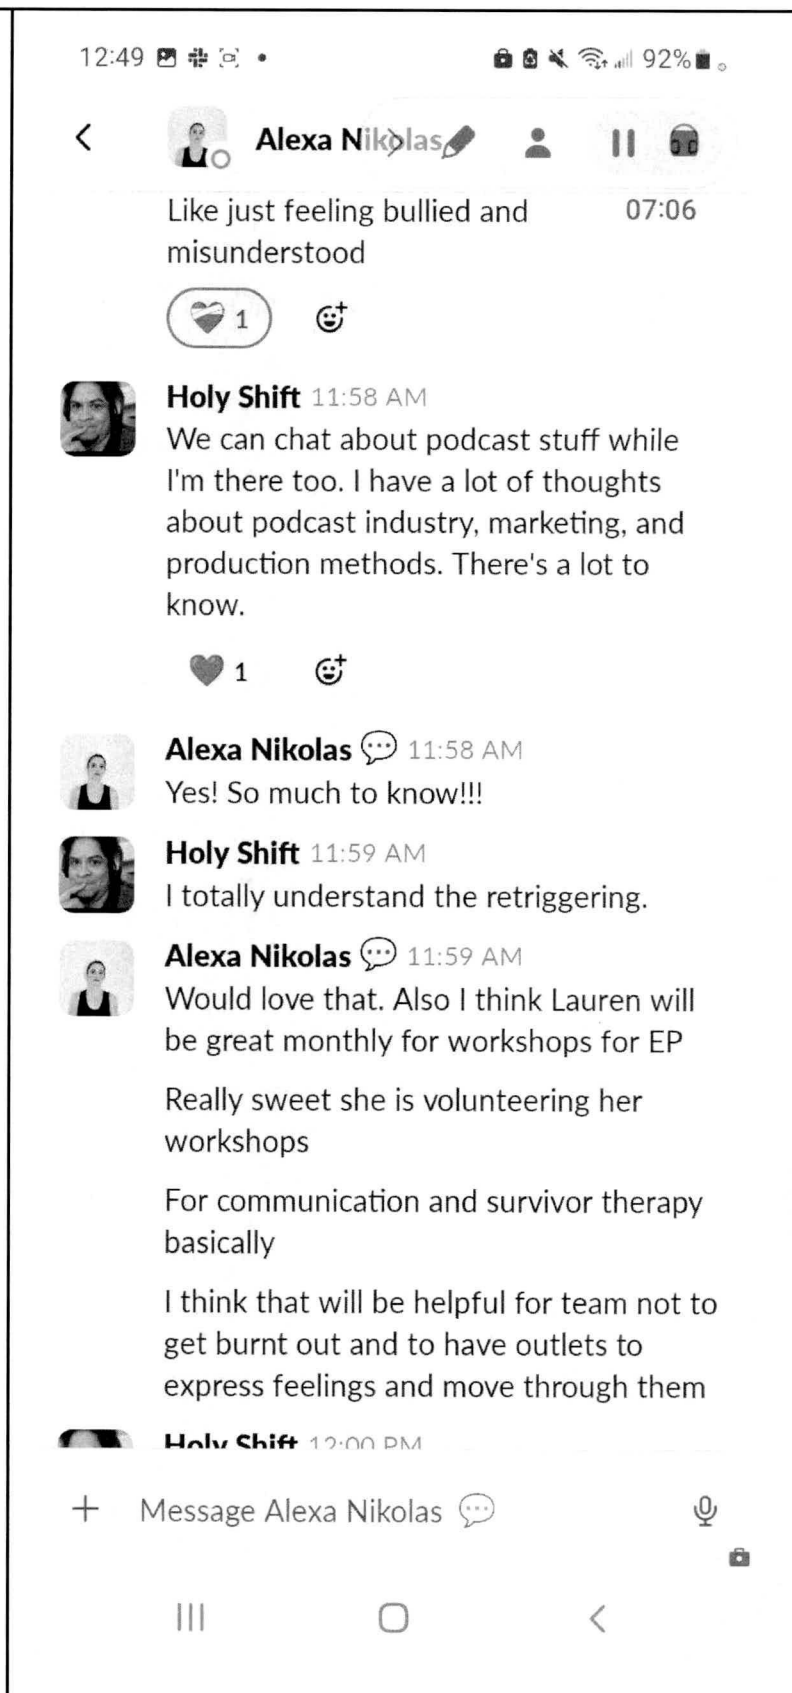 12:49
92%
Alexa Nikolas
Like just feeling bullied and
07:06
misunderstood
1
Holy Shift 11:58 AM
We can chat about podcast stuff while
I'm there too. I have a lot of thoughts
about podcast industry, marketing, and
production methods. There's a lot to
know.
1
Alexa Nikolas 11:58 AM
Yes! So much to know!!!
Holy Shift 11:59 AM
I totally understand the retriggering.
Alexa Nikolas 11:59 AM
Would love that. Also I think Lauren will
be great monthly for workshops for EP
Really sweet she is volunteering her
workshops
For communication and survivor therapy
basically
I think that will be helpful for team not to
get burnt out and to have outlets to
express feelings and move through them
Holy Shift 12:00 PM
Message Alexa Nikolas